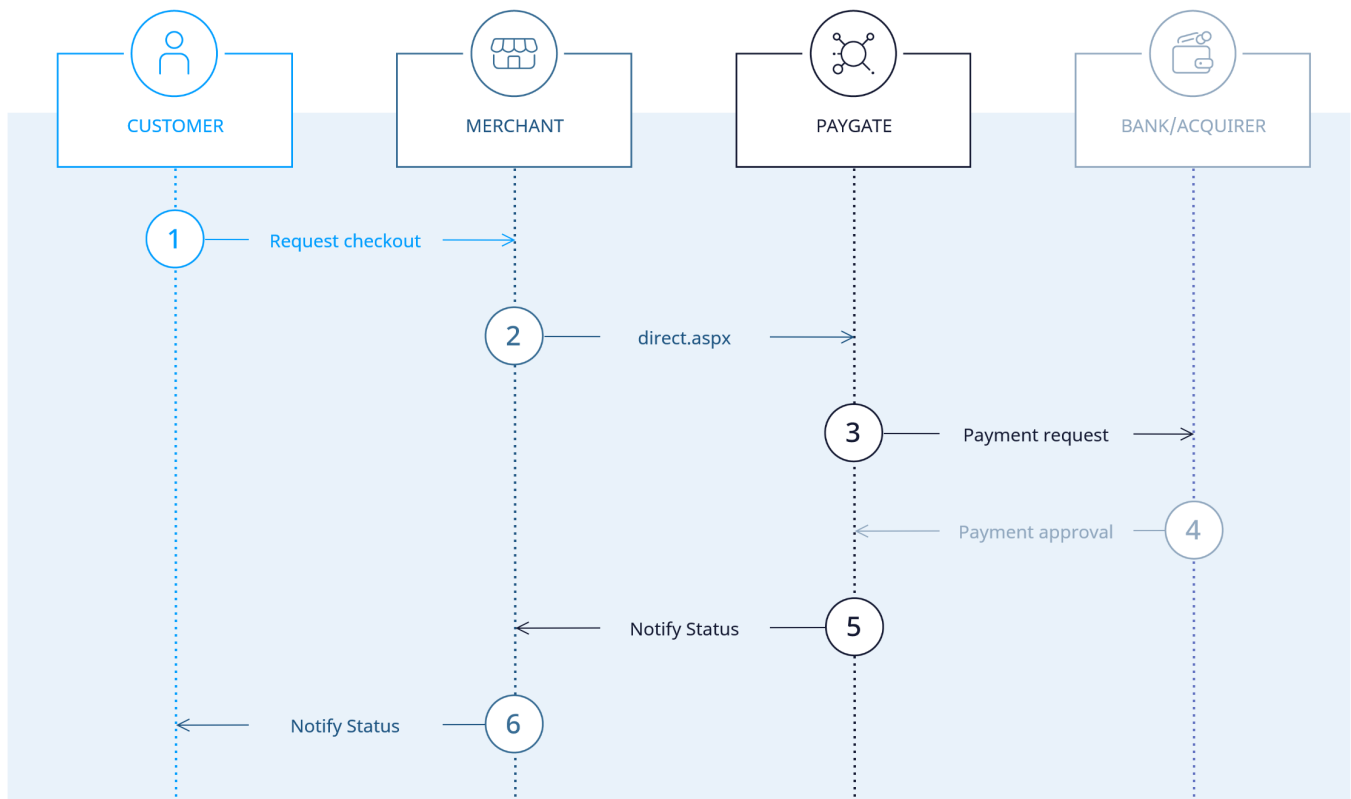 CUSTOMER
MERCHANT
PAYGATE
BANK/ACQUIRER
1
Request checkout
2
direct.aspx
3
Payment request
Payment approval
4
Notify Status
5
Notify Status
6